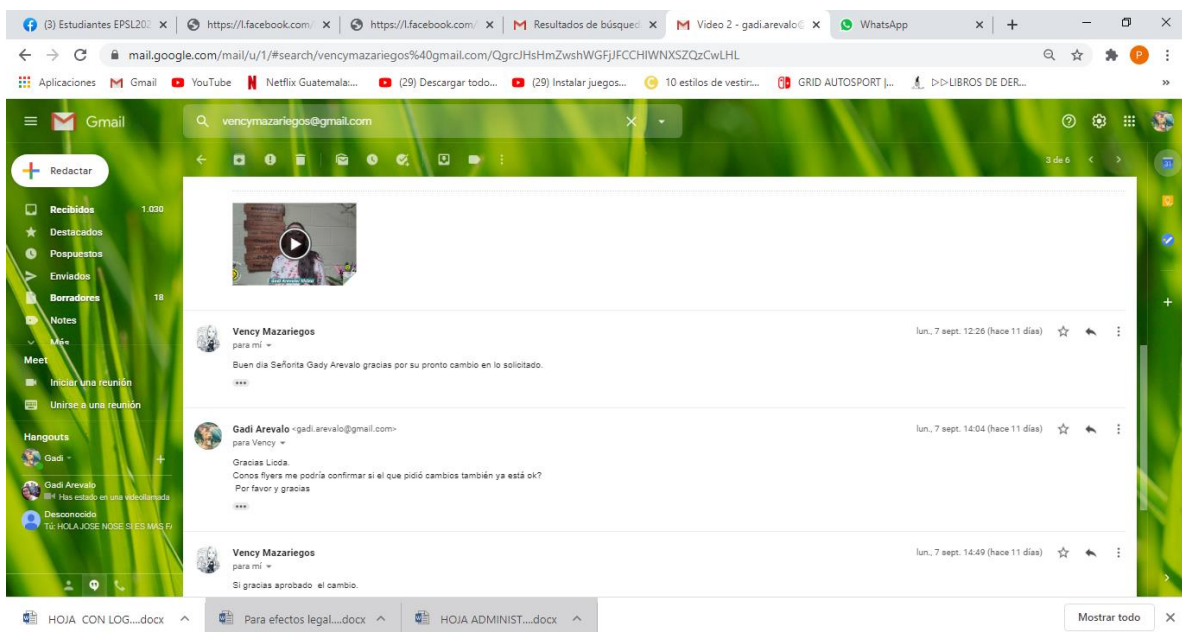 (3) Estudiantes EPSL202
https://l.facebook.com/
https://l.facebook.com/
Resultados de búsqued
Video 2 - gadi.arevalo@
WhatsApp
mail.google.com/mail/u/1/#search/vencymazariegos%40gmail.com/QgrcJHsHmZwshWGFjJFCCHIWNXSZQzCwLHL
P
Aplicaciones
Gmail
YouTube
Netflix Guatemala:...
(29) Descargar todo...
(29) Instalar juegos...
10 estilos de vestir:...
GRID AUTOSPORT |...
▷▷LIBROS DE DER...
»
Gmail
vencymazariegos@gmail.com
Redactar
3 de 6
31
Recibidos 1.030
Destacados
Pospuestos
Enviados
Borradores 18
Notes
Más
Meet
Iniciar una reunión
Unirse a una reunión
Hangouts
Gadi
Gadi Arevalo
Has estado en una videollamada
Desconocido
Tú: HOLA JOSE NOSE SI ES MAS FA
Vency Mazariegos
lun., 7 sept. 12:26 (hace 11 días)
para mí
Buen dia Señorita Gady Arevalo gracias por su pronto cambio en lo solicitado.
Gadi Arevalo <gadi.arevalo@gmail.com>
lun., 7 sept. 14:04 (hace 11 días)
para Vency
Gracias Licda.
Conos flyers me podría confirmar si el que pidió cambios también ya está ok?
Por favor y gracias
Vency Mazariegos
lun., 7 sept. 14:49 (hace 11 días)
para mí
Si gracias aprobado el cambio.
HOJA CON LOG....docx
Para efectos legal....docx
HOJA ADMINIST....docx
Mostrar todo